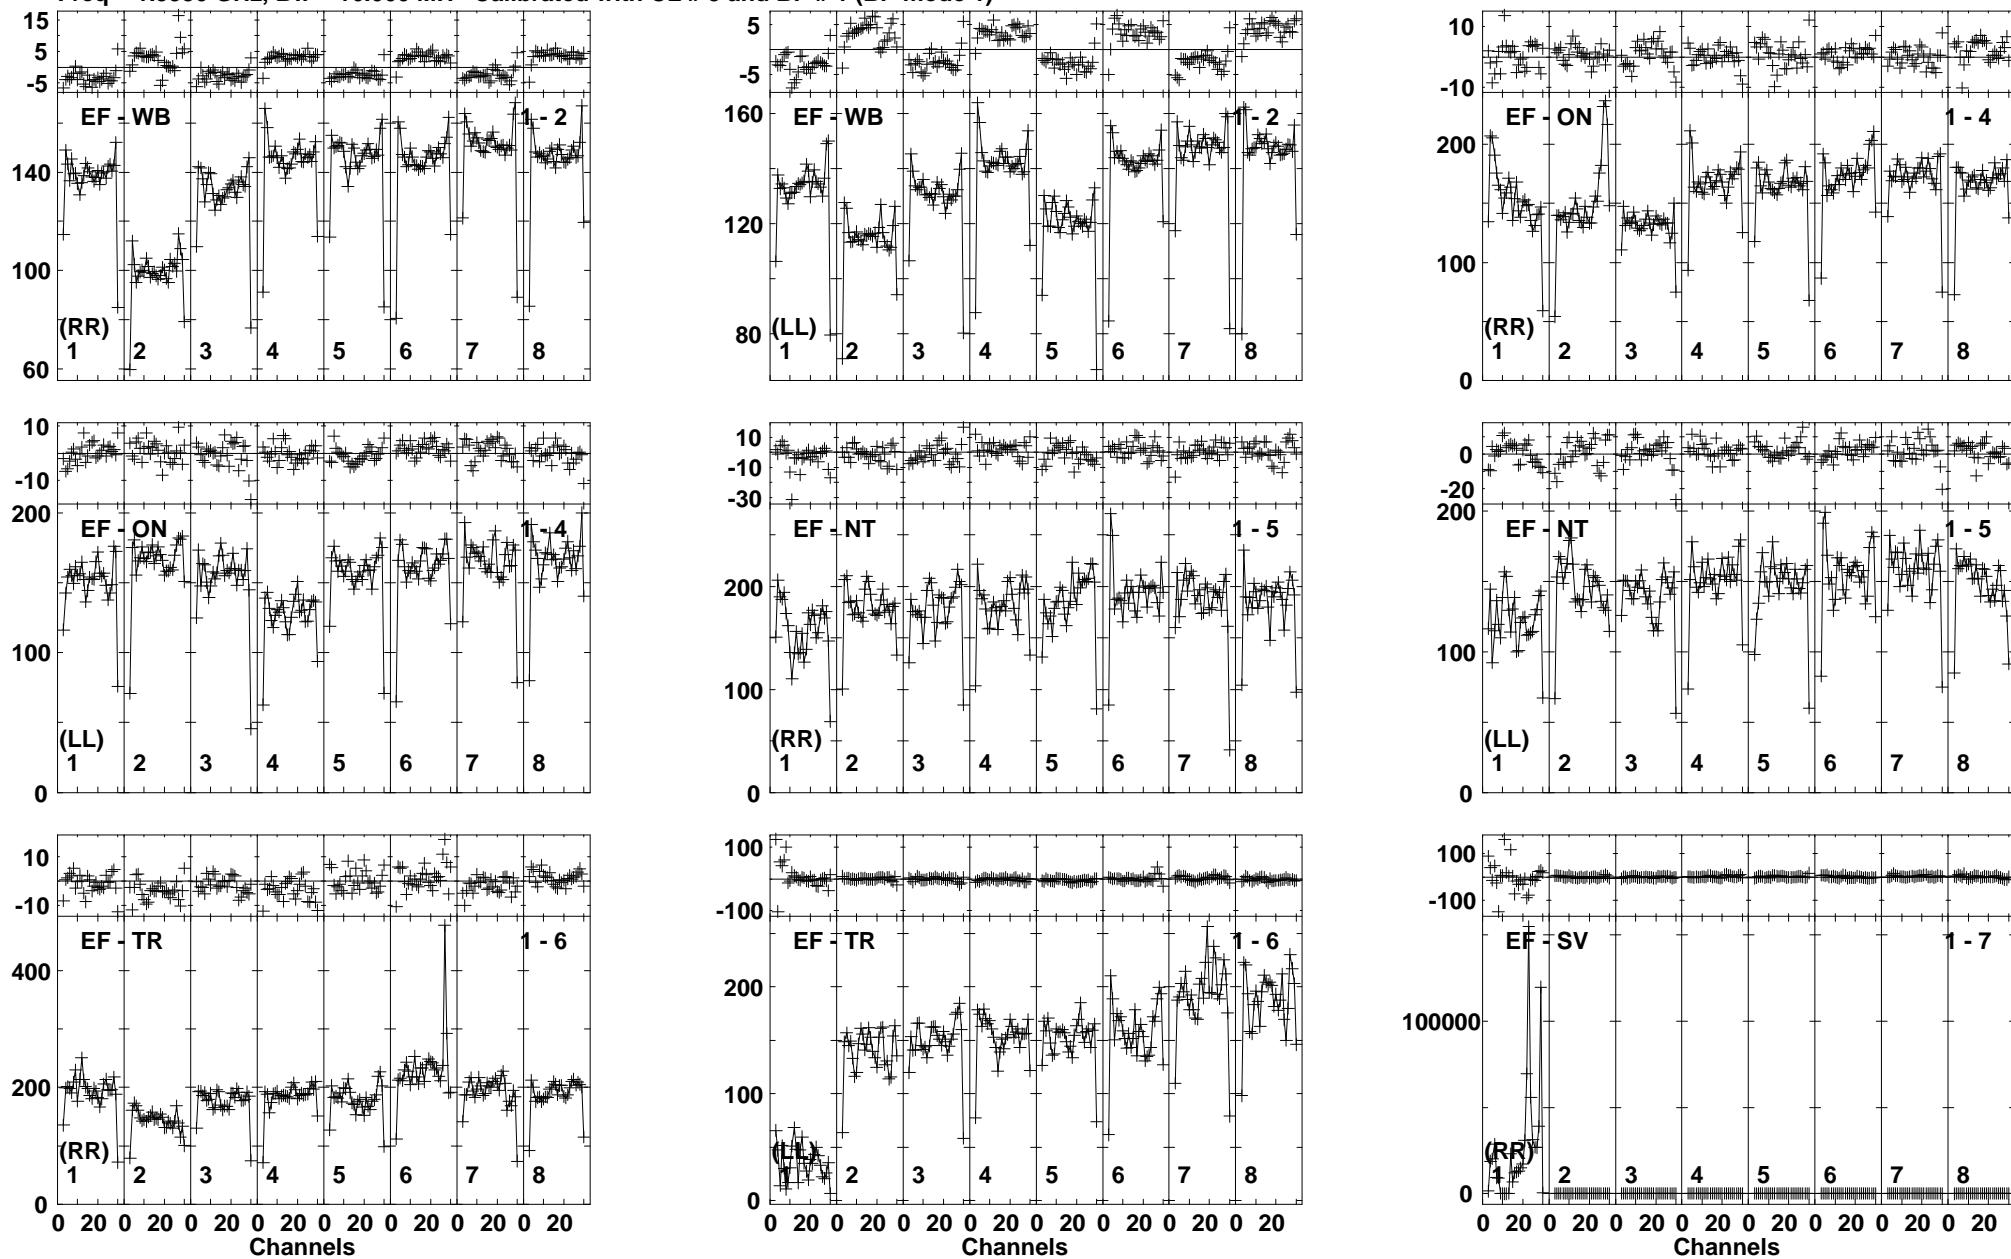 15 5 -5
5 -5
10 -10
EF - WB 1 - 2
EF - WB 1 - 2
EF - ON 1 - 4
140 100 60
160 120 80
200 100 0
(RR)
(LL)
(RR)
1 2 3 4 5 6 7 8
1 2 3 4 5 6 7 8
1 2 3 4 5 6 7 8
10 -10
10 -10 -30
0 -20
EF - ON 1 - 4
EF - NT 1 - 5
EF - NT 1 - 5
200 100 0
200 100 0
200 100 0
(LL)
(RR)
(LL)
1 2 3 4 5 6 7 8
1 2 3 4 5 6 7 8
1 2 3 4 5 6 7 8
10 -10
100 -100
100 -100
EF - TR 1 - 6
EF - TR 1 - 6
EF - SV 1 - 7
400 200 0
200 100 0
100000 0
(RR)
(LL)
(RR)
1 2 3 4 5 6 7 8
1 2 3 4 5 6 7 8
1 2 3 4 5 6 7 8
0 20 0 20 0 20 0 20 0 20 0 20 0 20 0 20
0 20 0 20 0 20 0 20 0 20 0 20 0 20 0 20
0 20 0 20 0 20 0 20 0 20 0 20 0 20 0 20
Channels
Channels
Channels